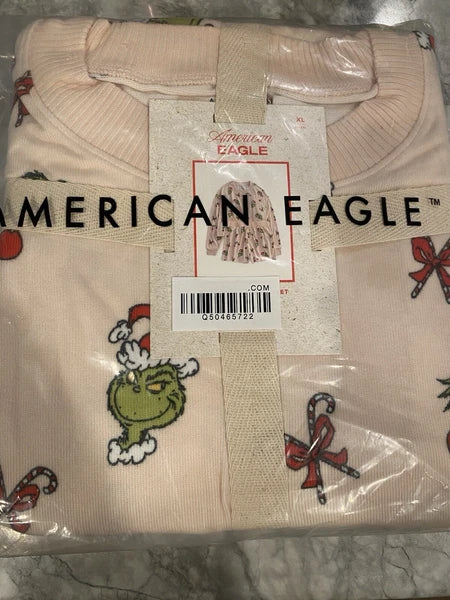 XL
American
EAGLE
AMERICAN EAGLE™
.COM
Q50465722